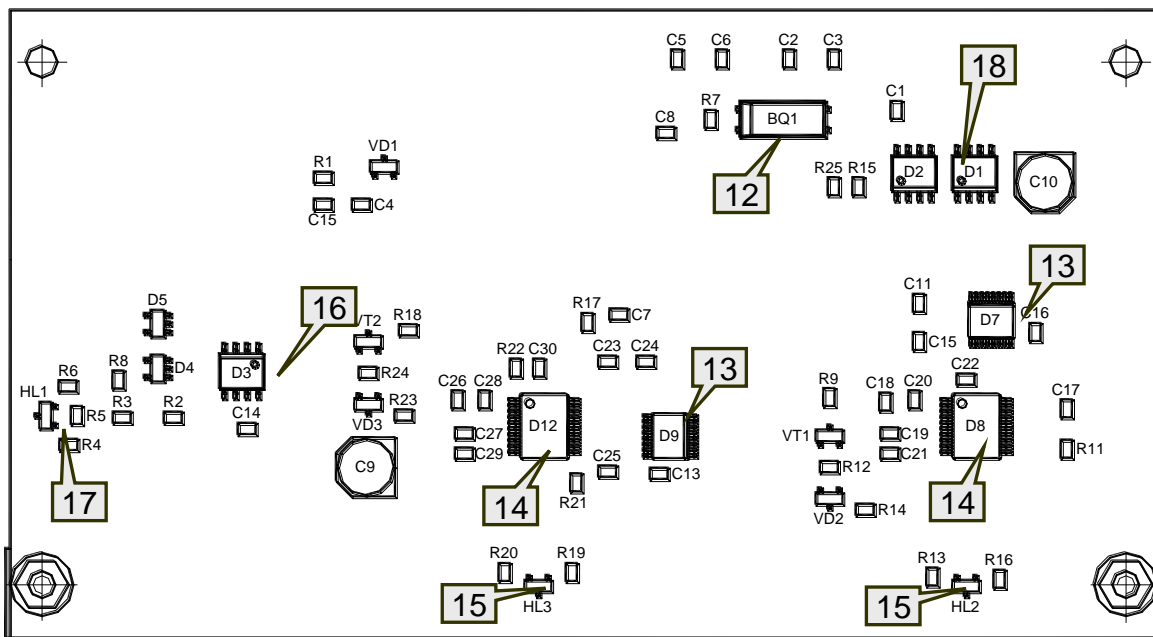 C5 C6 C2 C3
18
C1
R7
BQ1
C8
VD1
R1
D2 D1
R25 R15
C10
12
C15 C4
13
16
C11
D5
R17 C7
D7
C16
VT2 R18
C15
R22 C30 C23 C24
D4
R8
D3
R6
R24
C26 C28
13
C22
HL1
R9 C18 C20
C17
R5 R3 R2
C14
R23
VD3
C27
D12
D9
VT1
C19
D8
R4
C29
C21
R11
C9
C25 C13
R12
17
14
R21
VD2 R14
14
R20 R19
R13 R16
15
HL3
15
HL2